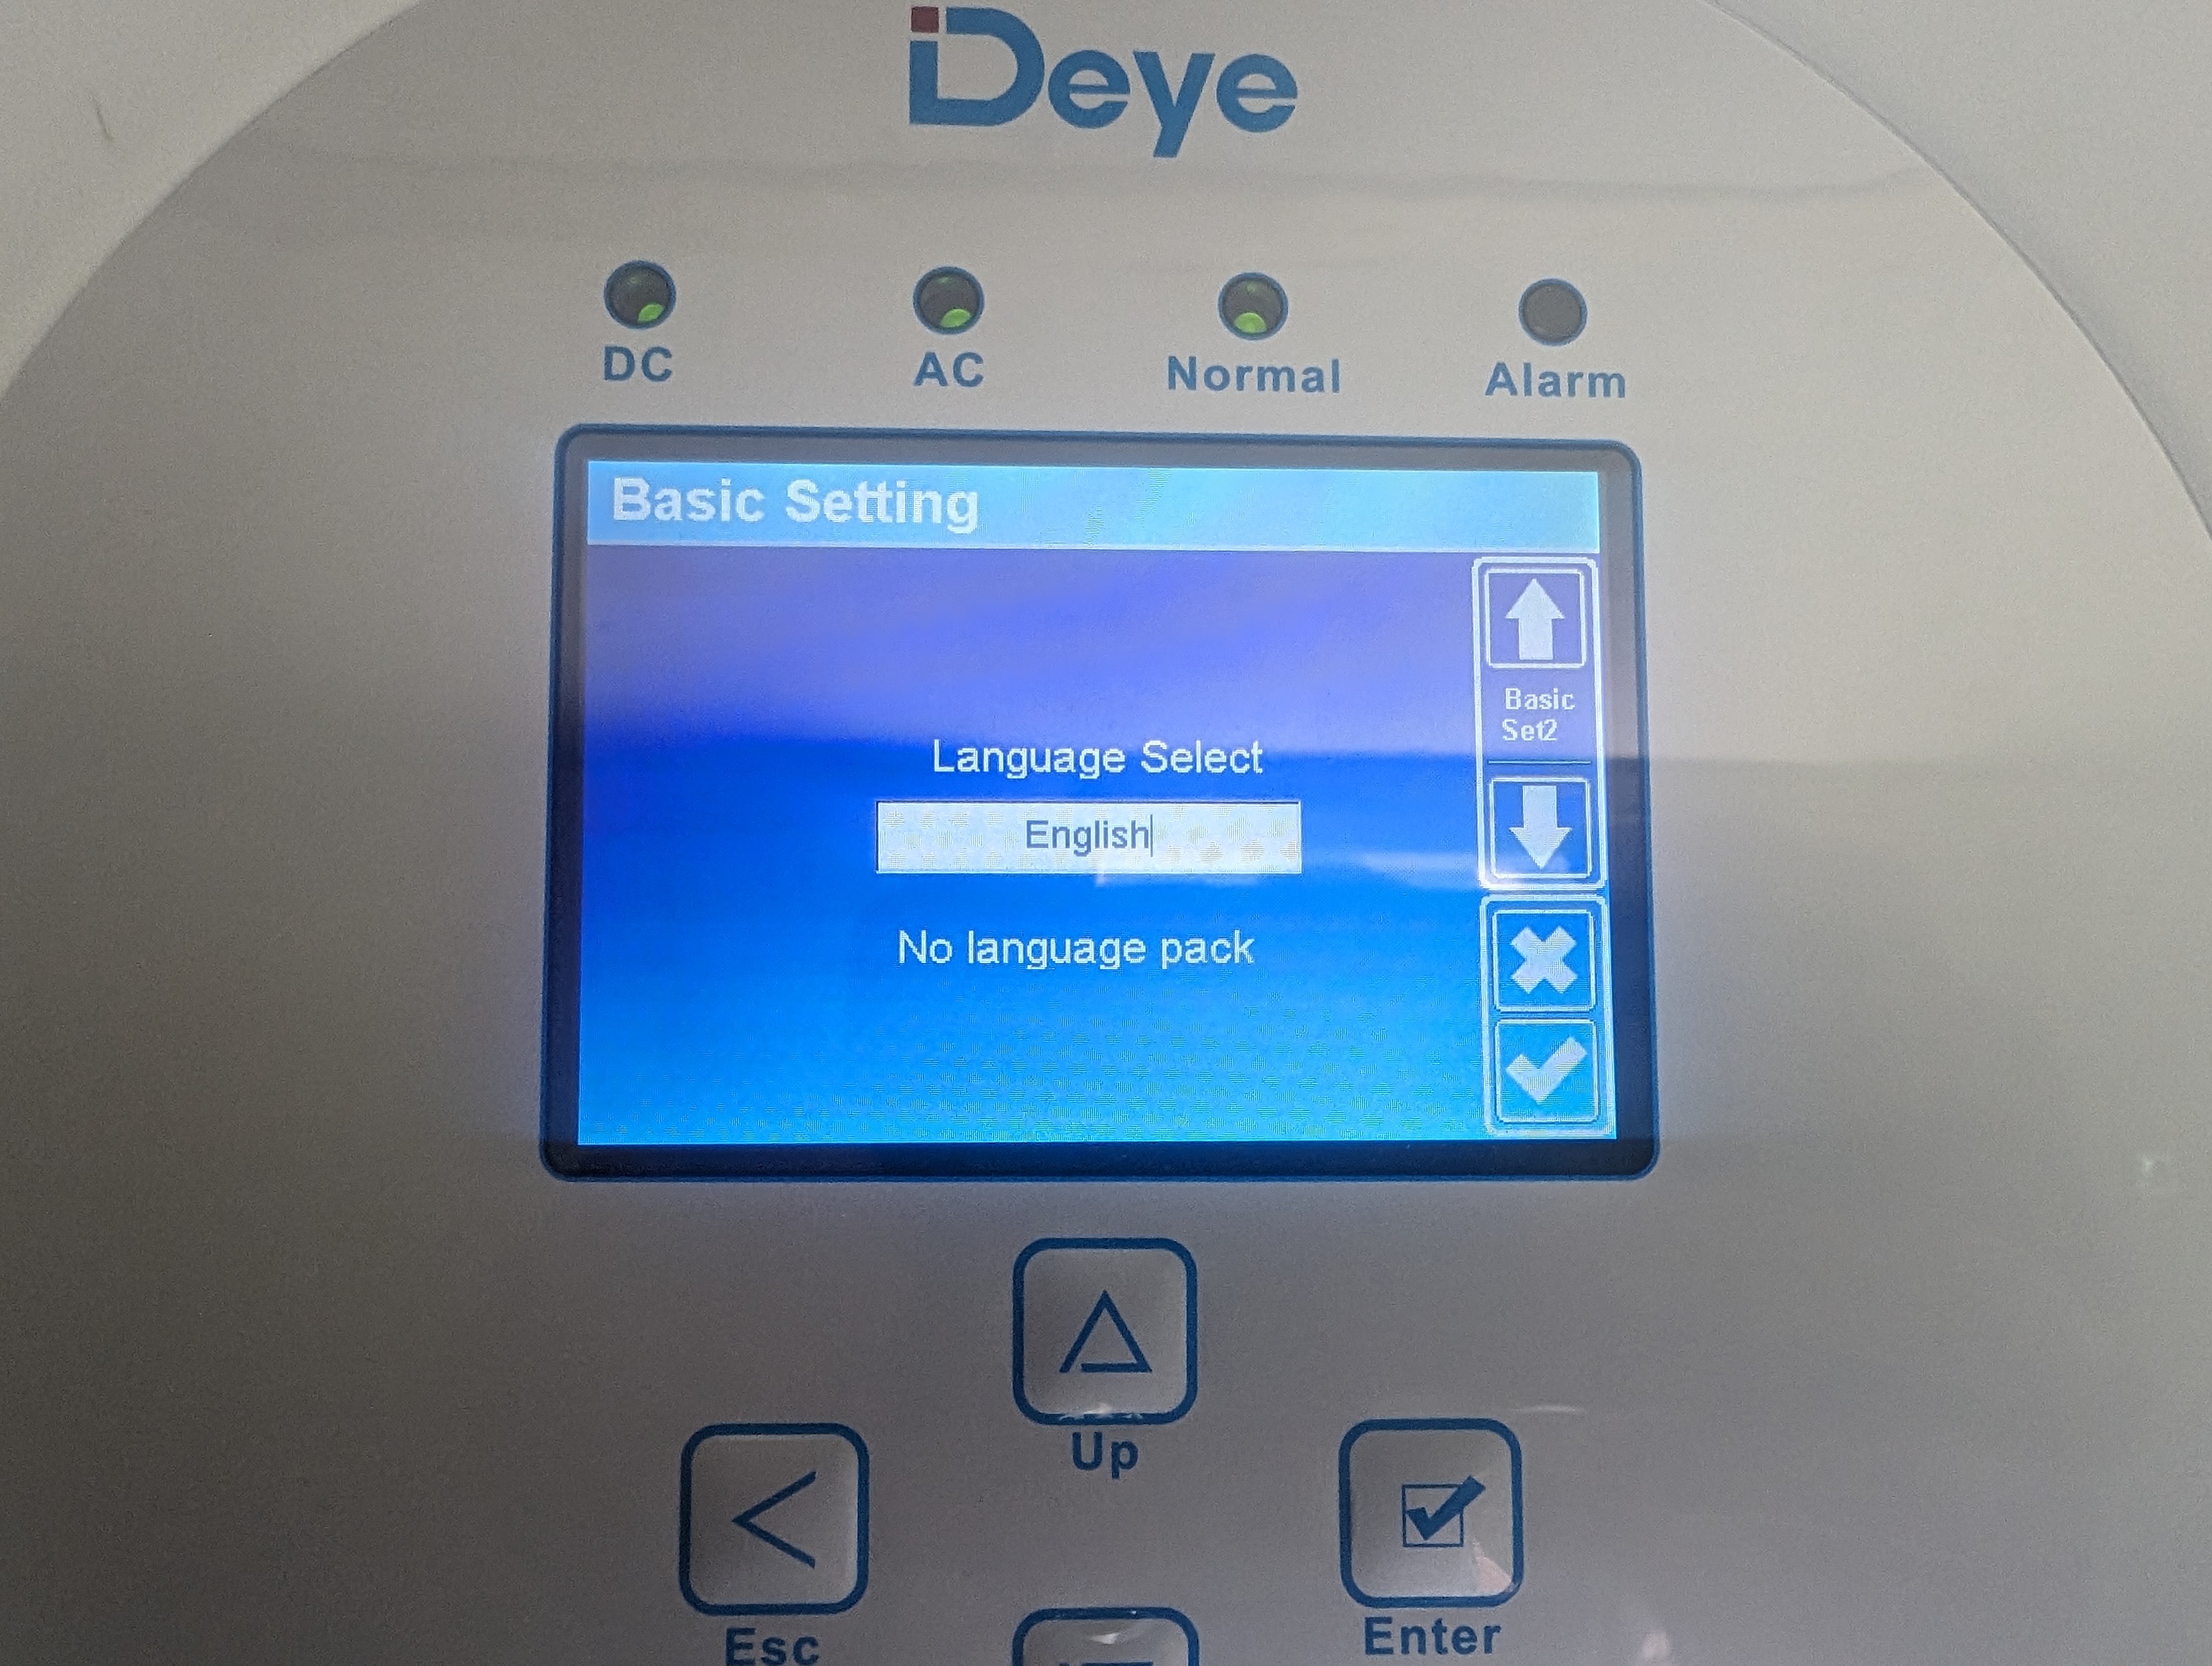 Deye
DC
AC
Normal
Alarm
Basic Setting
Basic
Set2
Language Select
English
No language pack
Up
Esc
Enter